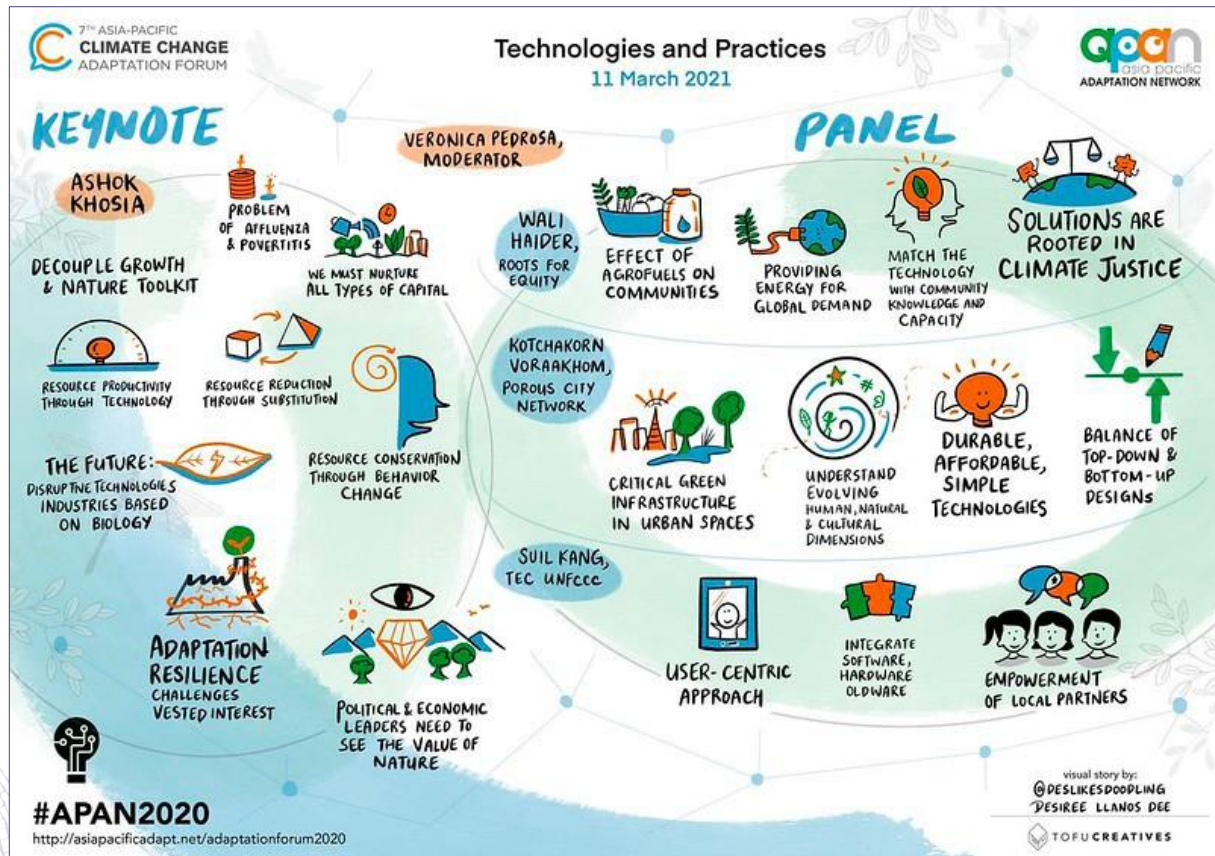 7TH ASIA-PACIFIC
CLIMATE CHANGE
ADAPTATION FORUM
Technologies and Practices
11 March 2021
apan
asia pacific
ADAPTATION NETWORK
KEYNOTE
VERONICA PEDROSA,
MODERATOR
PANEL
ASHOK
KHOSIA
PROBLEM
OF AFFLUENZA
& POVERTITIS
DECOUPLE GROWTH
& NATURE TOOLKIT
WE MUST NURTURE
ALL TYPES OF CAPITAL
RESOURCE PRODUCTIVITY
THROUGH TECHNOLOGY
RESOURCE REDUCTION
THROUGH SUBSTITUTION
RESOURCE CONSERVATION
THROUGH BEHAVIOR
CHANGE
THE FUTURE:
DISRUPTIVE TECHNOLOGIES
INDUSTRIES BASED
ON BIOLOGY
ADAPTATION
RESILIENCE
CHALLENGES
VESTED INTEREST
POLITICAL & ECONOMIC
LEADERS NEED TO
SEE THE VALUE OF
NATURE
WALI
HAIDER,
ROOTS FOR
EQUITY
EFFECT OF
AGROFUELS ON
COMMUNITIES
PROVIDING
ENERGY FOR
GLOBAL DEMAND
MATCH THE
TECHNOLOGY
WITH COMMUNITY
KNOWLEDGE AND
CAPACITY
SOLUTIONS ARE
ROOTED IN
CLIMATE JUSTICE
KOTCHAKORN
VORAAKHOM,
POROUS CITY
NETWORK
CRITICAL GREEN
INFRASTRUCTURE
IN URBAN SPACES
UNDERSTAND
EVOLVING
HUMAN, NATURAL
& CULTURAL
DIMENSIONS
DURABLE,
AFFORDABLE,
SIMPLE
TECHNOLOGIES
BALANCE OF
TOP-DOWN &
BOTTOM-UP
DESIGNS
SUIL KANG,
TEC UNFCCC
USER-CENTRIC
APPROACH
INTEGRATE
SOFTWARE,
HARDWARE
OLDWARE
EMPOWERMENT
OF LOCAL PARTNERS
#APAN2020
http://asiapacificadapt.net/adaptationforum2020
visual story by:
@DESLIKESDOODLING
DESIREE LLANOS DEE
TOFU CREATIVES